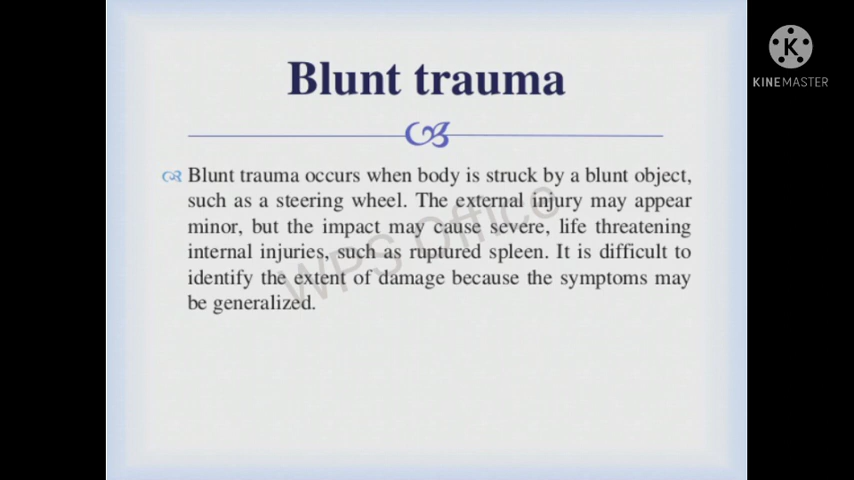 Blunt trauma
Blunt trauma occurs when body is struck by a blunt object,
such as a steering wheel. The external injury may appear
minor, but the impact may cause severe, life threatening
internal injuries, such as ruptured spleen. It is difficult to
identify the extent of damage because the symptoms may
be generalized.
WPS Office
K
KINEMASTER